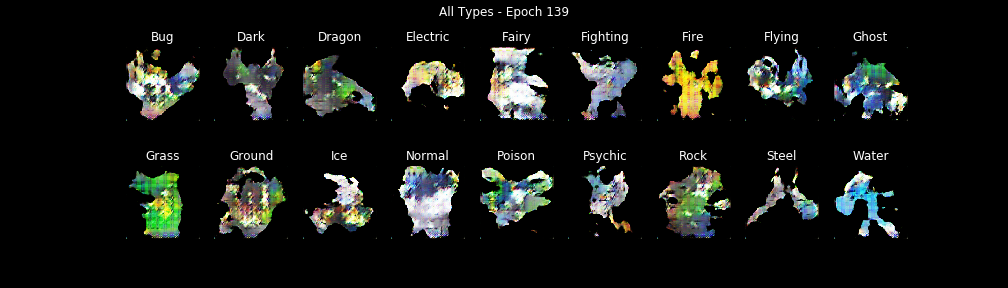 All Types - Epoch 139
Bug Dark Dragon Electric Fairy Fighting Fire Flying Ghost
Grass Ground Ice Normal Poison Psychic Rock Steel Water